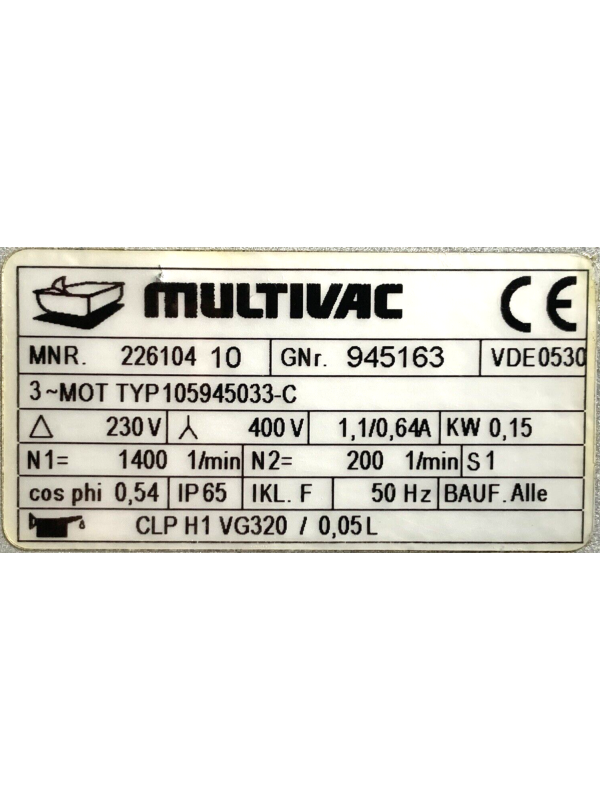 MULTIVAC CE
MNR. 226104 10 GNr. 945163 VDE0530
3~MOT TYP105945033-C
△ 230V ⅄ 400V 1,1/0,64A KW 0,15
N1= 1400 1/min N2= 200 1/min S1
cos phi 0,54 IP65 IKL. F 50 Hz BAUF. Alle
CLP H1 VG320 / 0,05L